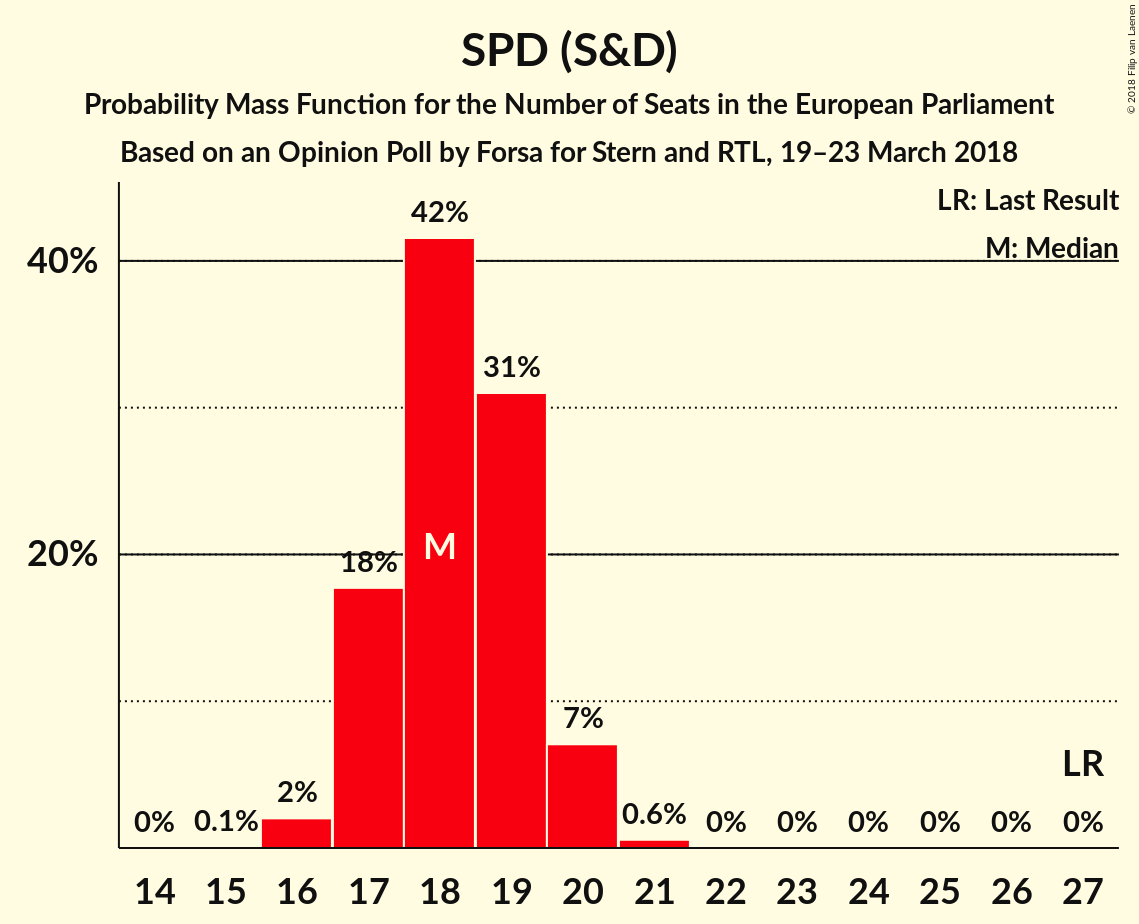 SPD (S&D)
Probability Mass Function for the Number of Seats in the European Parliament
Based on an Opinion Poll by Forsa for Stern and RTL, 19–23 March 2018
© 2018 Filip van Laenen
LR: Last Result
M: Median
40%
20%
0%
0.1%
2%
18%
42%
M
31%
7%
0.6%
0%
0%
0%
0%
0%
LR
0%
14 15 16 17 18 19 20 21 22 23 24 25 26 27